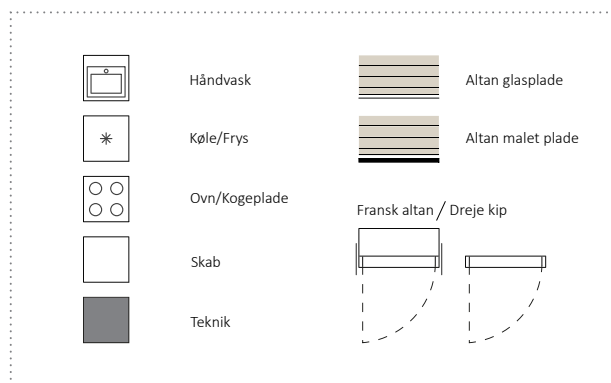 Håndvask
Køle/Frys
Ovn/Kogeplade
Skab
Teknik
Altan glasplade
Altan malet plade
Fransk altan / Dreje kip